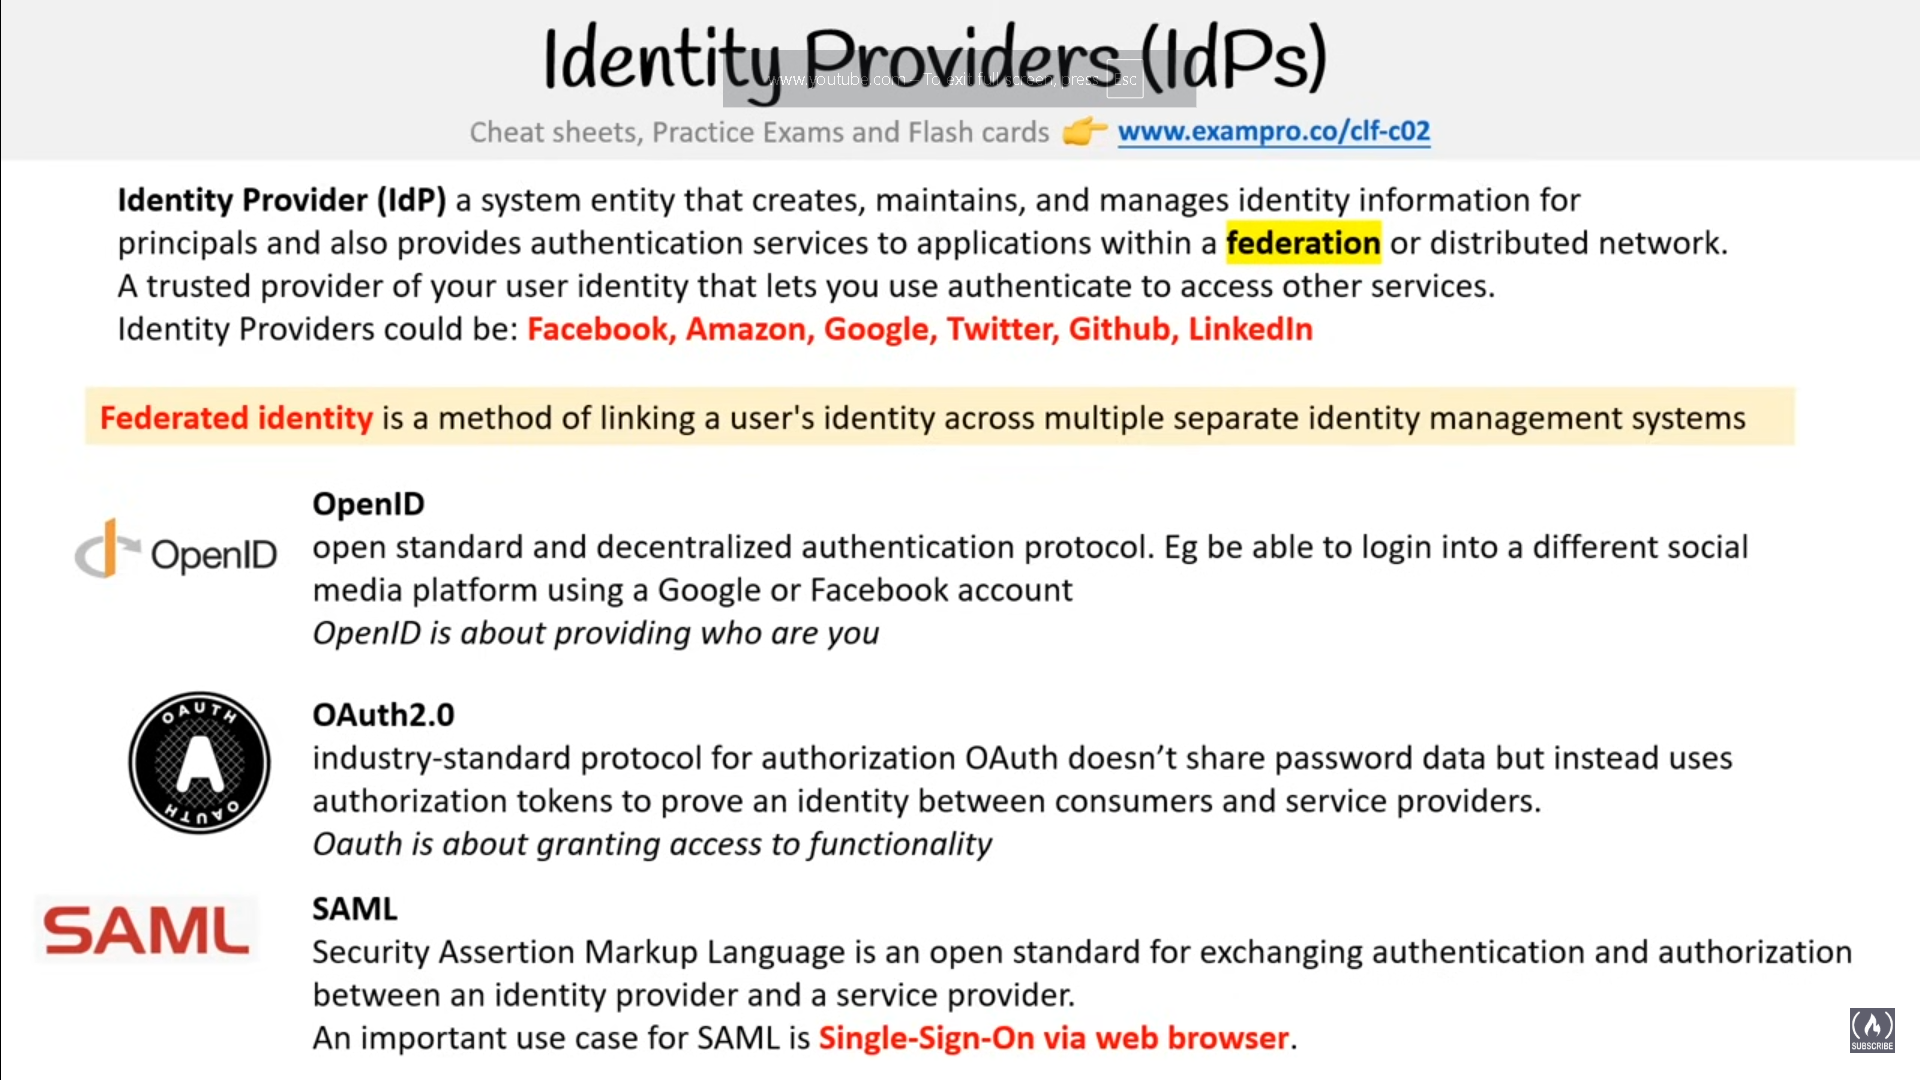 Identity Providers (IdPs)
www.youtube.com – To exit full screen, press Esc
Cheat sheets, Practice Exams and Flash cards 👉 www.exampro.co/clf-c02
Identity Provider (IdP) a system entity that creates, maintains, and manages identity information for
principals and also provides authentication services to applications within a federation or distributed network.
A trusted provider of your user identity that lets you use authenticate to access other services.
Identity Providers could be: Facebook, Amazon, Google, Twitter, Github, LinkedIn
Federated identity is a method of linking a user's identity across multiple separate identity management systems
OpenID
OpenID
open standard and decentralized authentication protocol. Eg be able to login into a different social
media platform using a Google or Facebook account
OpenID is about providing who are you
OAUTH
A
OAUTH
OAuth2.0
industry-standard protocol for authorization OAuth doesn’t share password data but instead uses
authorization tokens to prove an identity between consumers and service providers.
Oauth is about granting access to functionality
SAML
SAML
Security Assertion Markup Language is an open standard for exchanging authentication and authorization
between an identity provider and a service provider.
An important use case for SAML is Single-Sign-On via web browser.
SUBSCRIBE